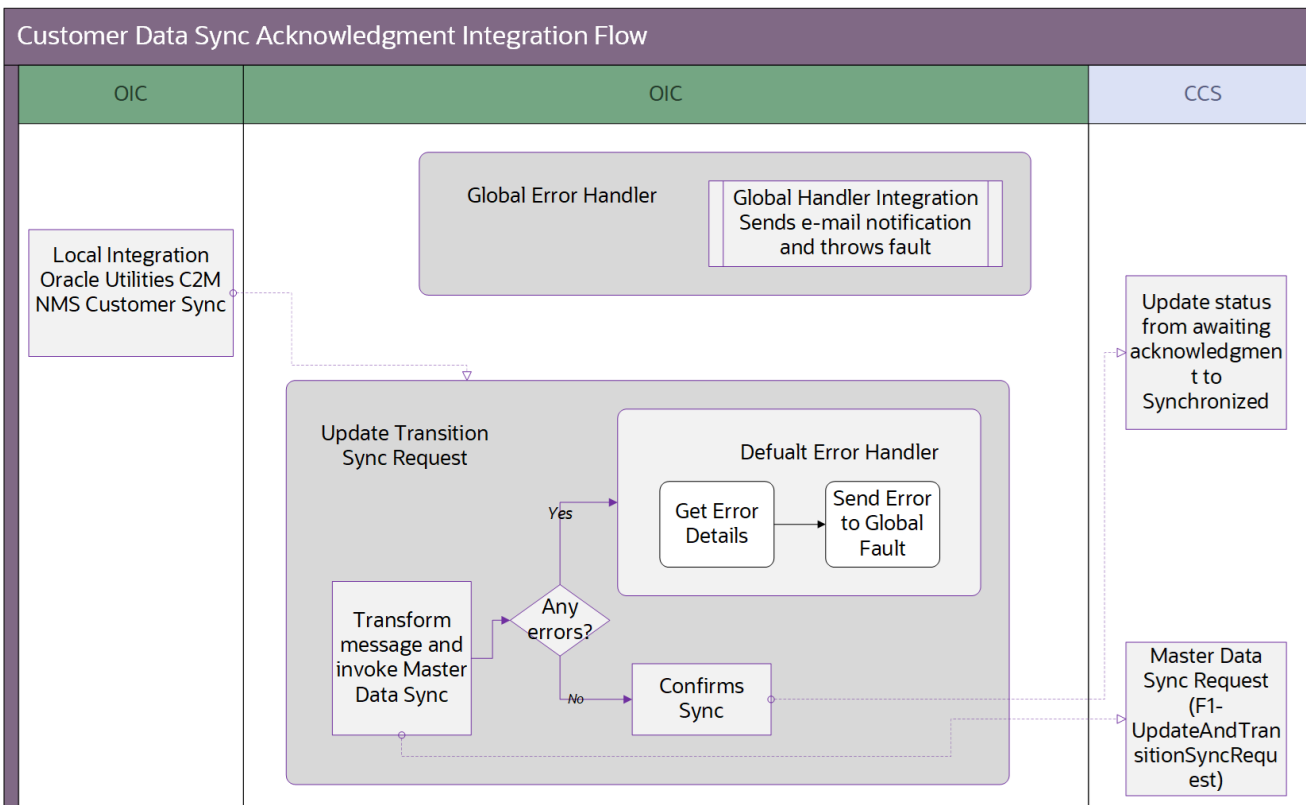 Customer Data Sync Acknowledgment Integration Flow
OIC
OIC
CCS
Global Error Handler
Global Handler Integration
Sends e-mail notification
and throws fault
Local Integration
Oracle Utilities C2M
NMS Customer Sync
Update status
from awaiting
acknowledgmen
t to
Synchronized
Update Transition
Sync Request
Defualt Error Handler
Get Error
Details
Send Error
to Global
Fault
Yes
Any
errors?
Transform
message and
invoke Master
Data Sync
No
Confirms
Sync
Master Data
Sync Request
(F1-
UpdateAndTran
sitionSyncRequ
est)